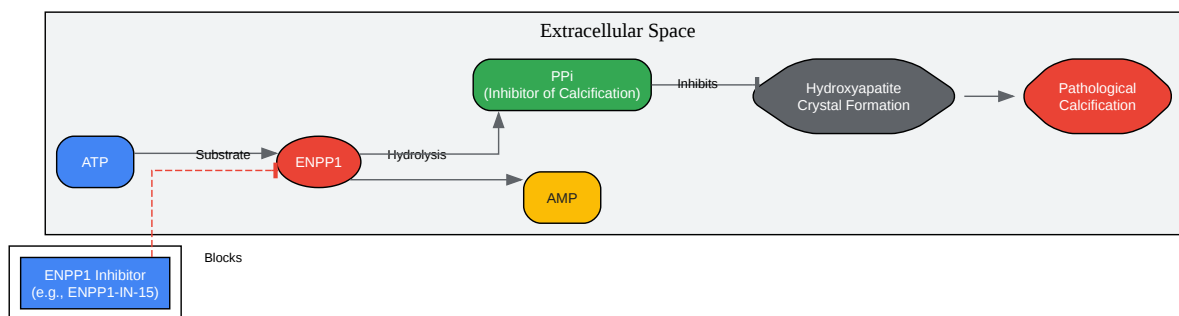 Extracellular Space
PPi
(Inhibitor of Calcification)
Inhibits
Hydroxyapatite
Crystal Formation
Pathological
Calcification
ATP
Substrate
ENPP1
Hydrolysis
AMP
Blocks
ENPP1 Inhibitor
(e.g., ENPP1-IN-15)